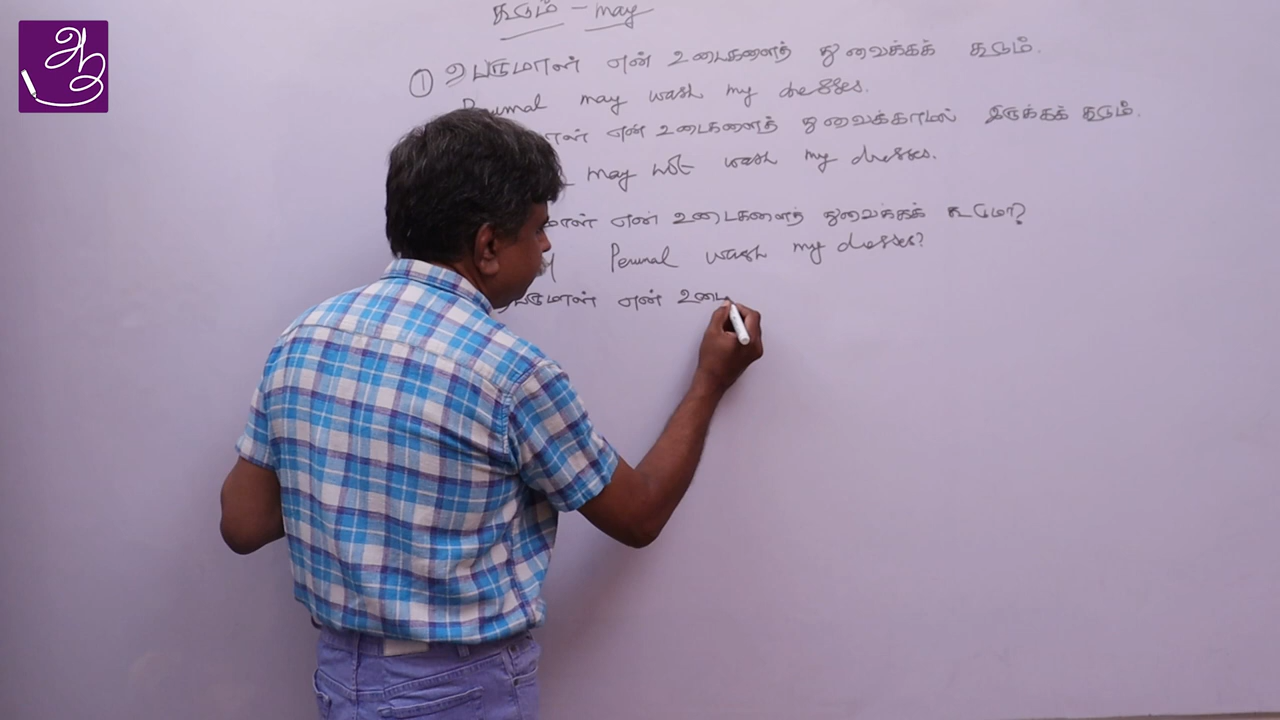 கூடும் - may
① பெருமாள் என் உடைகளைத் துவைக்கக் கூடும்.
Perumal may wash my dresses.
என் உடைகளைத் துவைக்காமல் இருக்கக் கூடும்.
may not wash my dresses.
என் உடைகளைத் துவைக்கக் கூடுமா?
Perumal wash my dresses?
பெருமாள் என் உடை